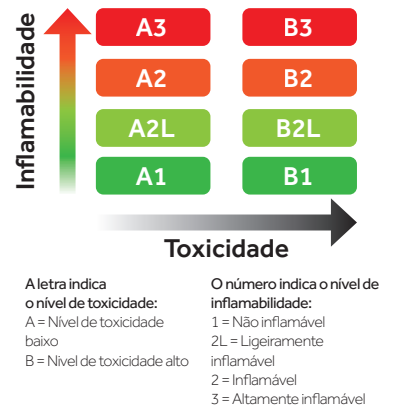 Inflamabilidade
A3 B3
A2 B2
A2L B2L
A1 B1
Toxicidade
A letra indica
o nível de toxicidade:
A = Nível de toxicidade
baixo
B = Nivel de toxicidade alto
O número indica o nível de
inflamabilidade:
1 = Não inflamável
2L = Ligeiramente
inflamável
2 = Inflamável
3 = Altamente inflamável